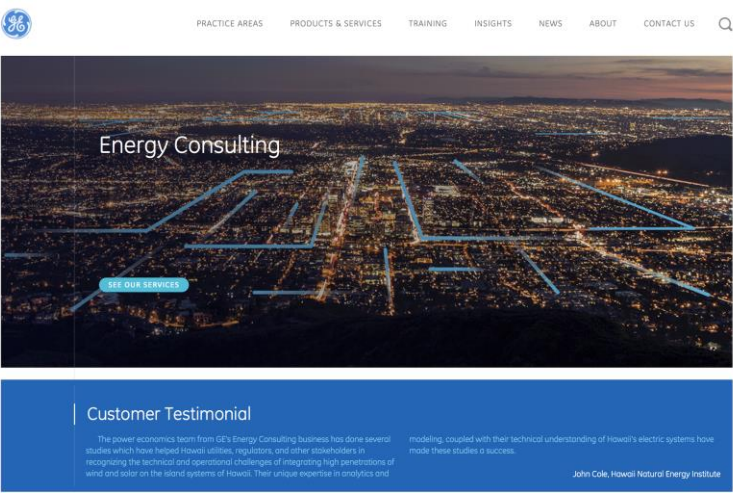 GE
PRACTICE AREAS PRODUCTS & SERVICES TRAINING INSIGHTS NEWS ABOUT CONTACT US
Energy Consulting
SEE OUR SERVICES
Customer Testimonial
The power economics team from GE's Energy Consulting business has done several
studies which have helped Hawaii utilities, regulators, and other stakeholders in
recognizing the technical and operational challenges of integrating high penetrations of
wind and solar on the island systems of Hawaii. Their unique expertise in analytics and
modeling, coupled with their technical understanding of Hawaii's electric systems have
made these studies a success.
John Cole, Hawaii Natural Energy Institute